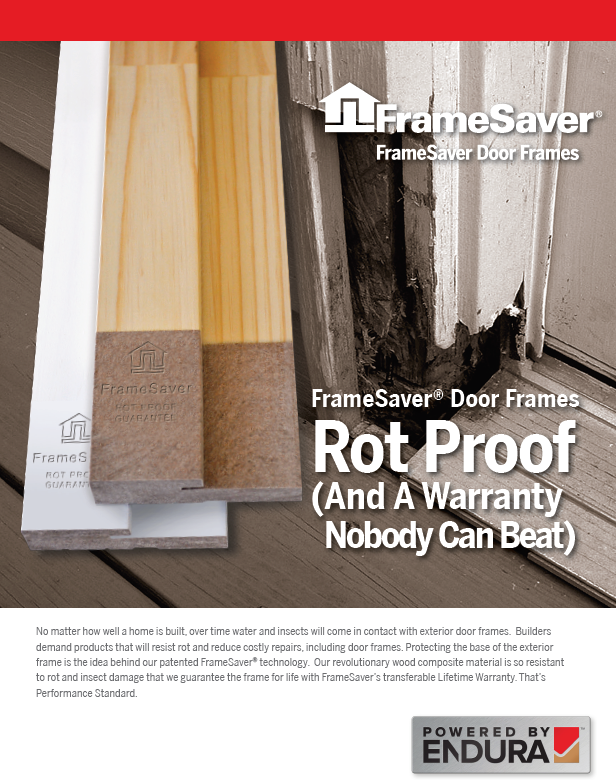 FrameSaver®
FrameSaver Door Frames
FrameSaver
ROT PROOF
GUARANTEE
FrameS
ROT PRO
GUARAN
FrameSaver® Door Frames
Rot Proof
(And A Warranty
Nobody Can Beat)
No matter how well a home is built, over time water and insects will come in contact with exterior door frames. Builders
demand products that will resist rot and reduce costly repairs, including door frames. Protecting the base of the exterior
frame is the idea behind our patented FrameSaver® technology. Our revolutionary wood composite material is so resistant
to rot and insect damage that we guarantee the frame for life with FrameSaver's transferable Lifetime Warranty. That's
Performance Standard.
POWERED BY
ENDURA™